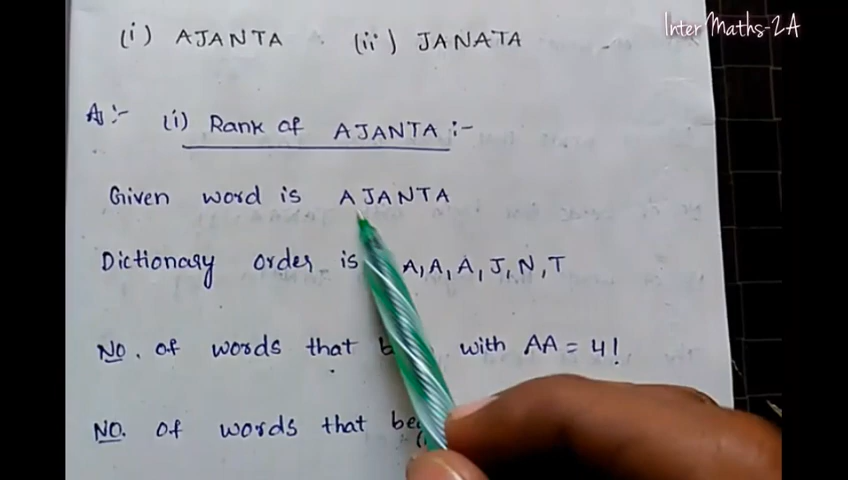 Inter Maths-2A
(i) AJANTA (ii) JANATA
A:- (i) Rank of AJANTA :-
Given word is AJANTA
Dictionary order is A, A, A, J, N, T
NO. of words that with AA = 4!
NO. of words that